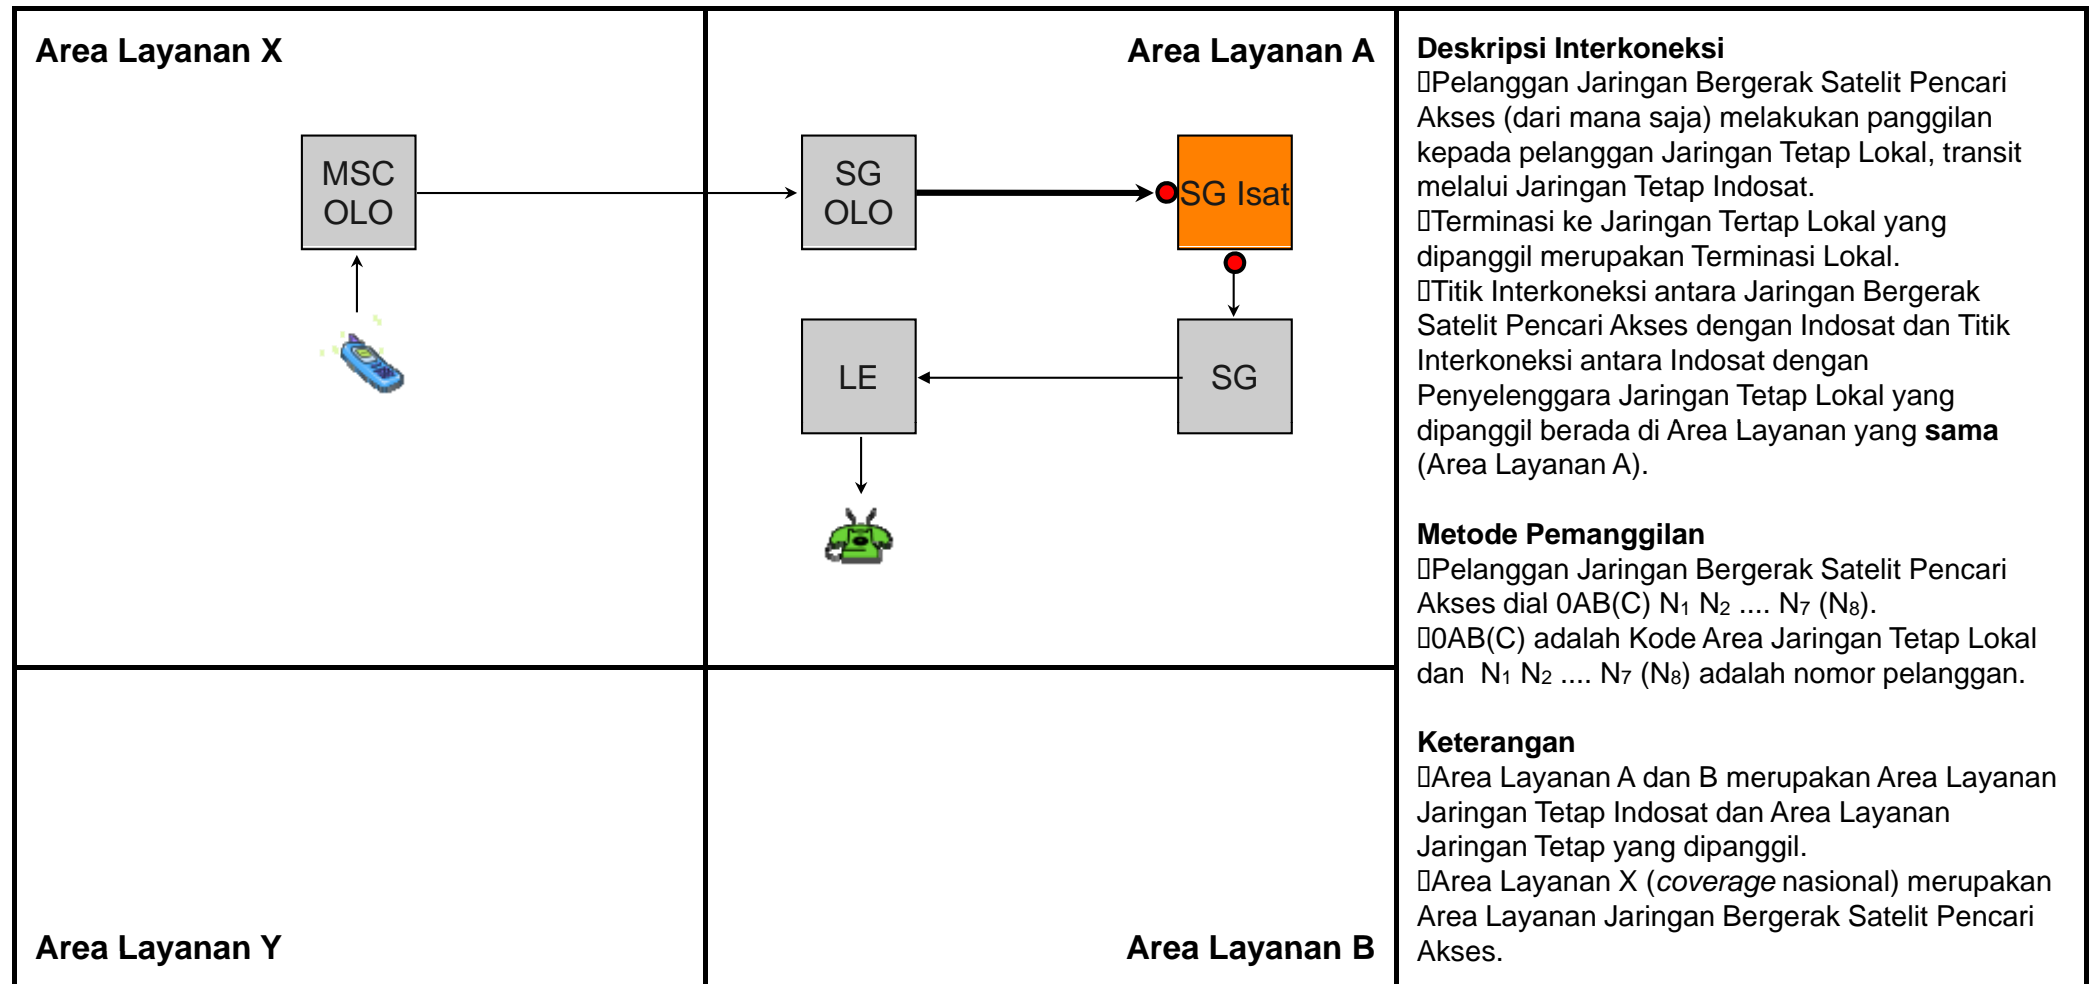 Area Layanan X
Area Layanan A
MSC
OLO
SG
OLO
SG Isat
LE
SG
Area Layanan Y
Area Layanan B
Deskripsi Interkoneksi
▯Pelanggan Jaringan Bergerak Satelit Pencari
Akses (dari mana saja) melakukan panggilan
kepada pelanggan Jaringan Tetap Lokal, transit
melalui Jaringan Tetap Indosat.
▯Terminasi ke Jaringan Tertap Lokal yang
dipanggil merupakan Terminasi Lokal.
▯Titik Interkoneksi antara Jaringan Bergerak
Satelit Pencari Akses dengan Indosat dan Titik
Interkoneksi antara Indosat dengan
Penyelenggara Jaringan Tetap Lokal yang
dipanggil berada di Area Layanan yang sama
(Area Layanan A).
Metode Pemanggilan
▯Pelanggan Jaringan Bergerak Satelit Pencari
Akses dial 0AB(C) N₁ N₂ .... N₇ (N₈).
▯0AB(C) adalah Kode Area Jaringan Tetap Lokal
dan N₁ N₂ .... N₇ (N₈) adalah nomor pelanggan.
Keterangan
▯Area Layanan A dan B merupakan Area Layanan
Jaringan Tetap Indosat dan Area Layanan
Jaringan Tetap yang dipanggil.
▯Area Layanan X (coverage nasional) merupakan
Area Layanan Jaringan Bergerak Satelit Pencari
Akses.